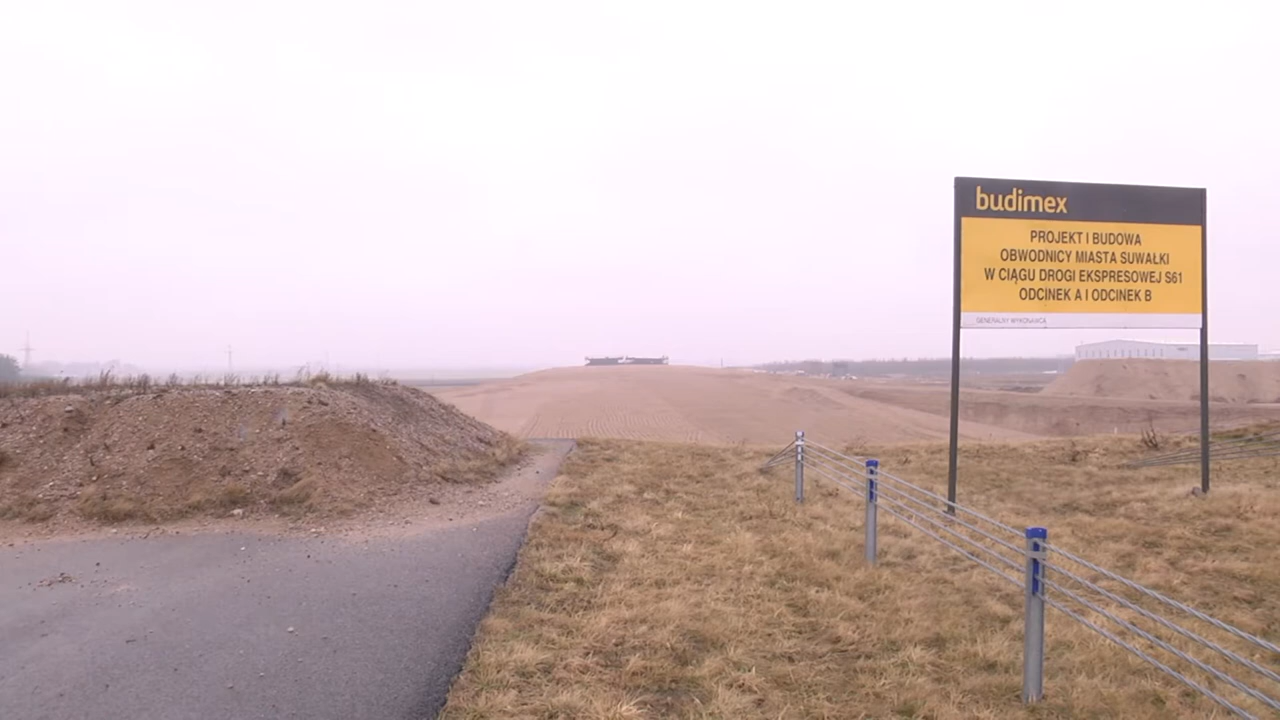 budimex
PROJEKT I BUDOWA
OBWODNICY MIASTA SUWAŁKI
W CIĄGU DROGI EKSPRESOWEJ S61
ODCINEK A I ODCINEK B
GENERALNY WYKONAWCA